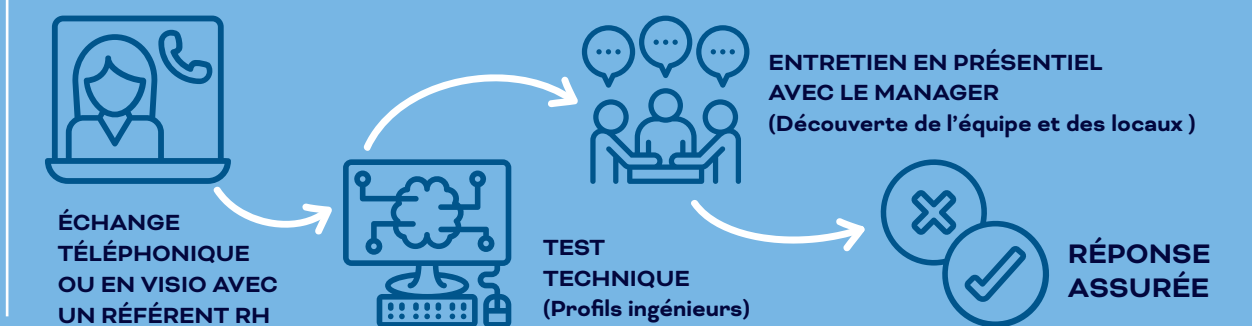 ÉCHANGE
TÉLÉPHONIQUE
OU EN VISIO AVEC
UN RÉFÉRENT RH
TEST
TECHNIQUE
(Profils ingénieurs)
ENTRETIEN EN PRÉSENTIEL
AVEC LE MANAGER
(Découverte de l’équipe et des locaux )
RÉPONSE
ASSURÉE